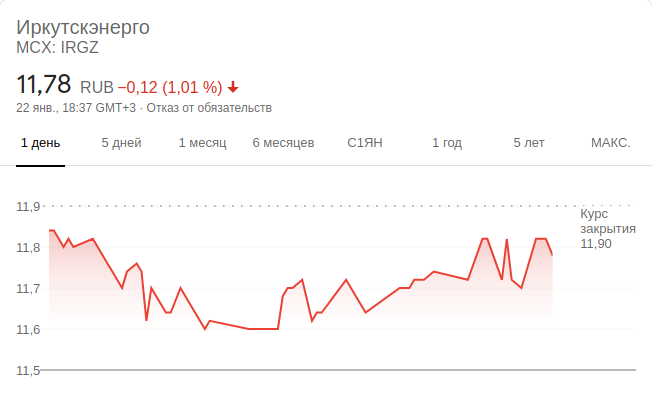 Иркутскэнерго
MCX: IRGZ
11,78 RUB −0,12 (1,01 %)
22 янв., 18:37 GMT+3 · Отказ от обязательств
1 день 5 дней 1 месяц 6 месяцев С1ЯН 1 год 5 лет МАКС.
11,9
Курс
закрытия
11,90
11,8
11,7
11,6
11,5